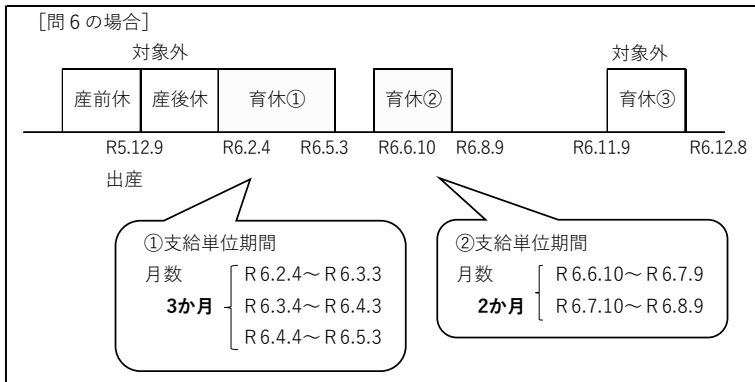 ［問６の場合］
対象外
対象外
産前休
産後休
育休①
育休②
育休③
R5.12.9
R6.2.4
R6.5.3
R6.6.10
R6.8.9
R6.11.9
R6.12.8
出産
①支給単位期間
月数
3か月
Ｒ6.2.4～Ｒ6.3.3
Ｒ6.3.4～Ｒ6.4.3
Ｒ6.4.4～Ｒ6.5.3
②支給単位期間
月数
2か月
Ｒ6.6.10～Ｒ6.7.9
Ｒ6.7.10～Ｒ6.8.9